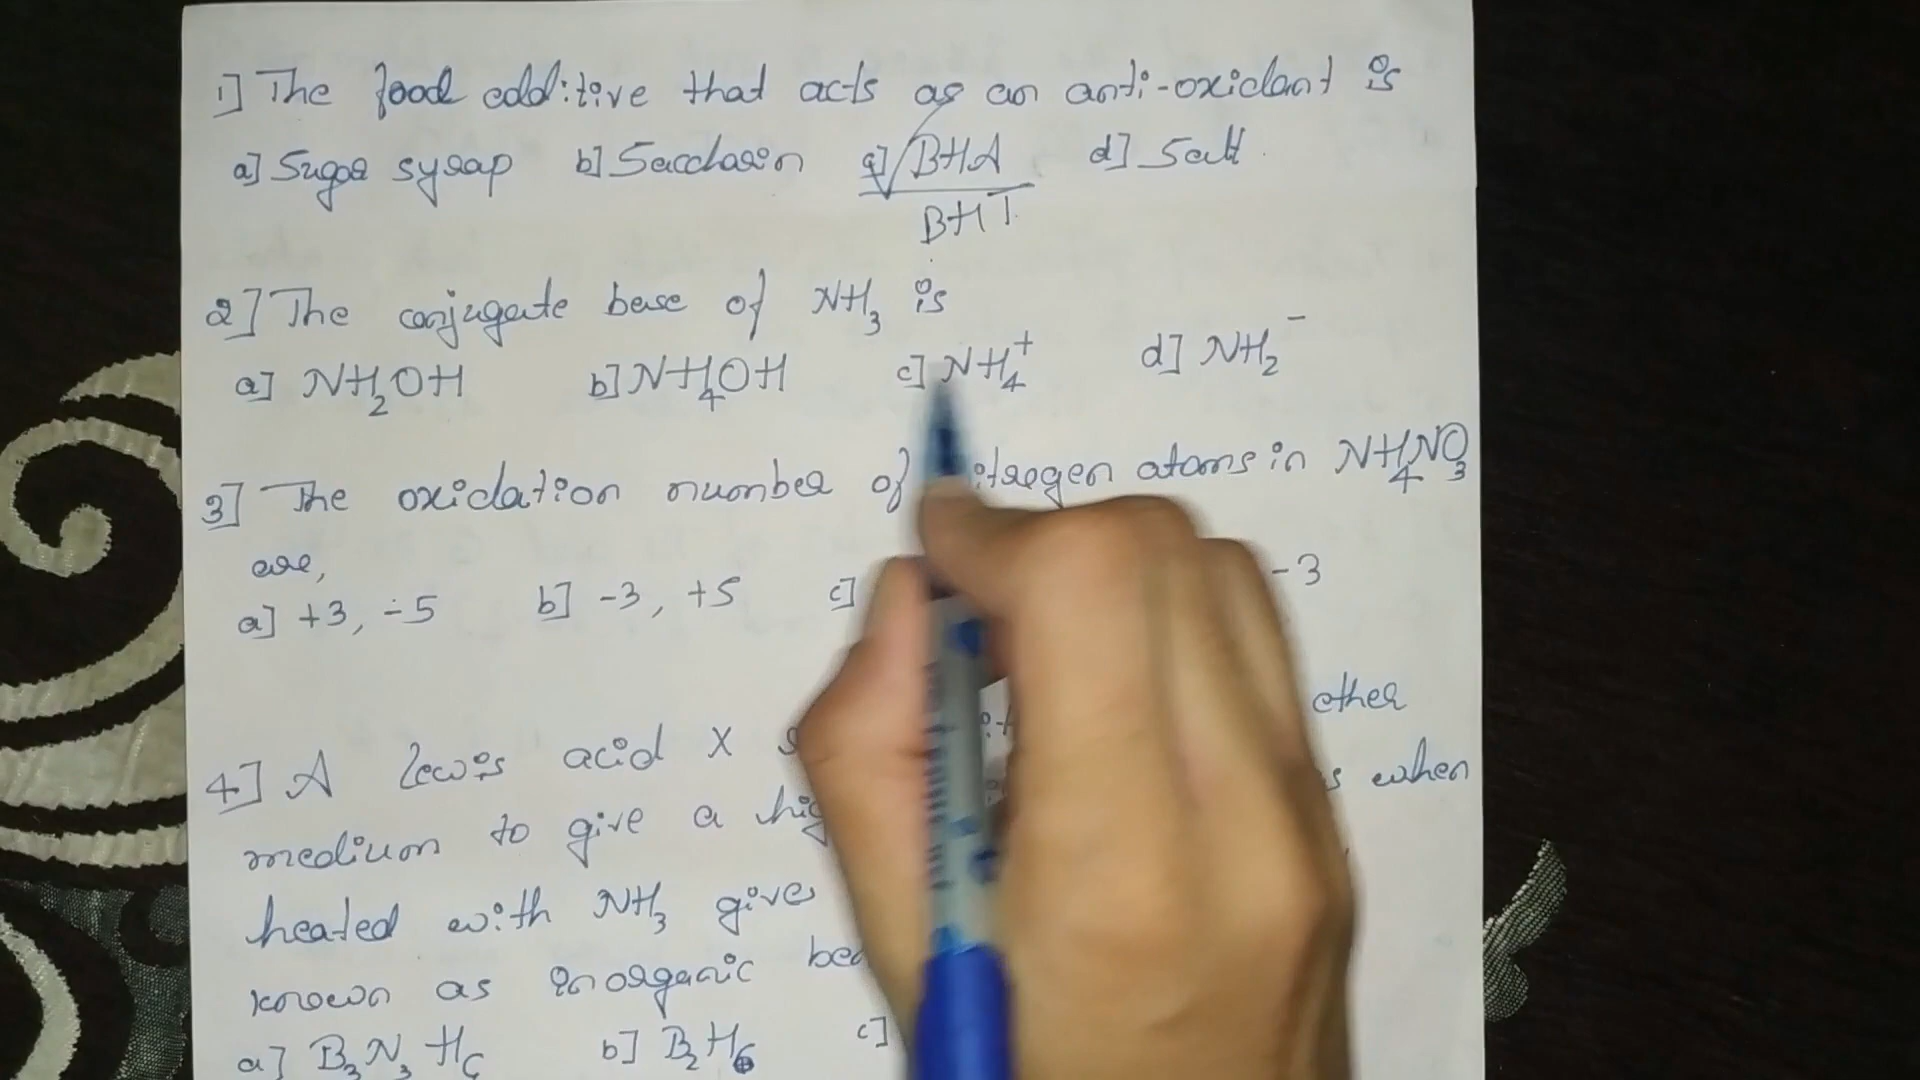 1] The food additive that acts as an anti-oxidant is
a] Sugar syrap b] Saccharin c] BHA d] Salt.
BHT.
2] The conjugate base of NH3 is
a] NH2OH b] NH4OH c] NH4+ d] NH2-
3] The oxidation number of atoms in NH4NO3
are,
a] +3, -5 b] -3, +5 c] -3
4] A lewis acid X ether
medium to give a when
heated with NH3 give
known as inorganic
a] B3N3H6 b] B2H6 c]